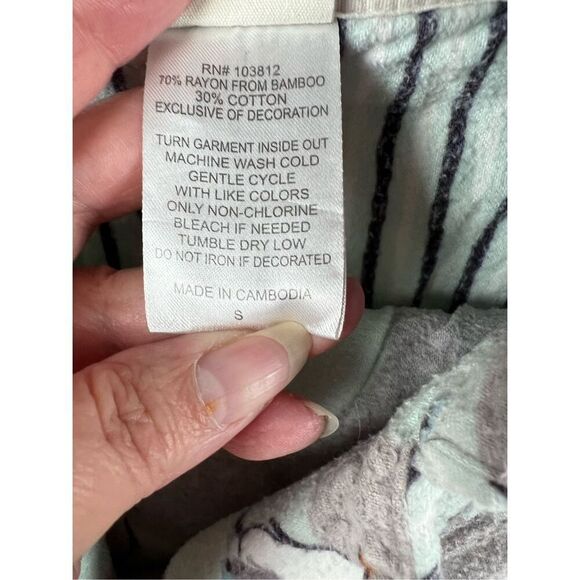 RN# 103812
70% RAYON FROM BAMBOO
30% COTTON
EXCLUSIVE OF DECORATION
TURN GARMENT INSIDE OUT
MACHINE WASH COLD
GENTLE CYCLE
WITH LIKE COLORS
ONLY NON-CHLORINE
BLEACH IF NEEDED
TUMBLE DRY LOW
DO NOT IRON IF DECORATED
MADE IN CAMBODIA
S